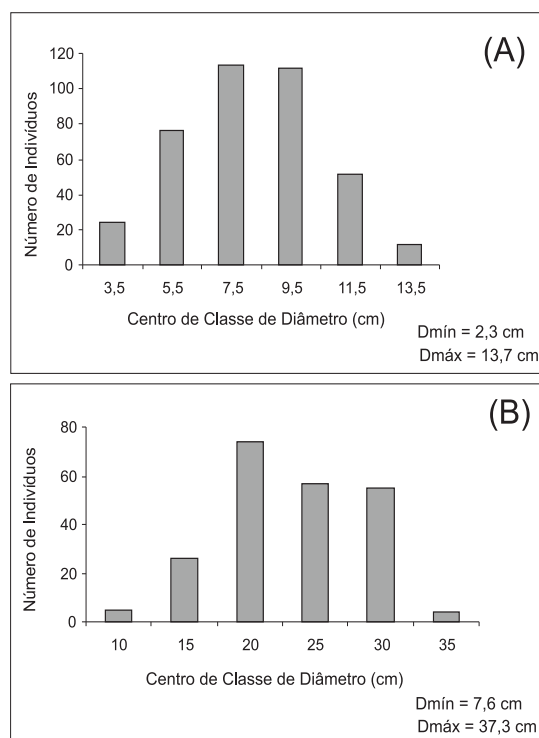 (A)
Número de Indivíduos
120
100
80
60
40
20
0
3,5 5,5 7,5 9,5 11,5 13,5
Centro de Classe de Diâmetro (cm)
Dmín = 2,3 cm
Dmáx = 13,7 cm
(B)
Número de Indivíduos
80
60
40
20
0
10 15 20 25 30 35
Centro de Classe de Diâmetro (cm)
Dmín = 7,6 cm
Dmáx = 37,3 cm